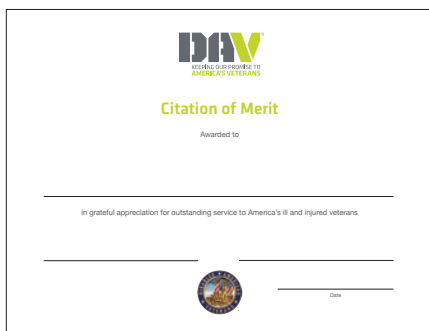 DAV
KEEPING OUR PROMISE TO
AMERICA'S VETERANS
Citation of Merit
Awarded to
in grateful appreciation for outstanding service to America's ill and injured veterans
Date